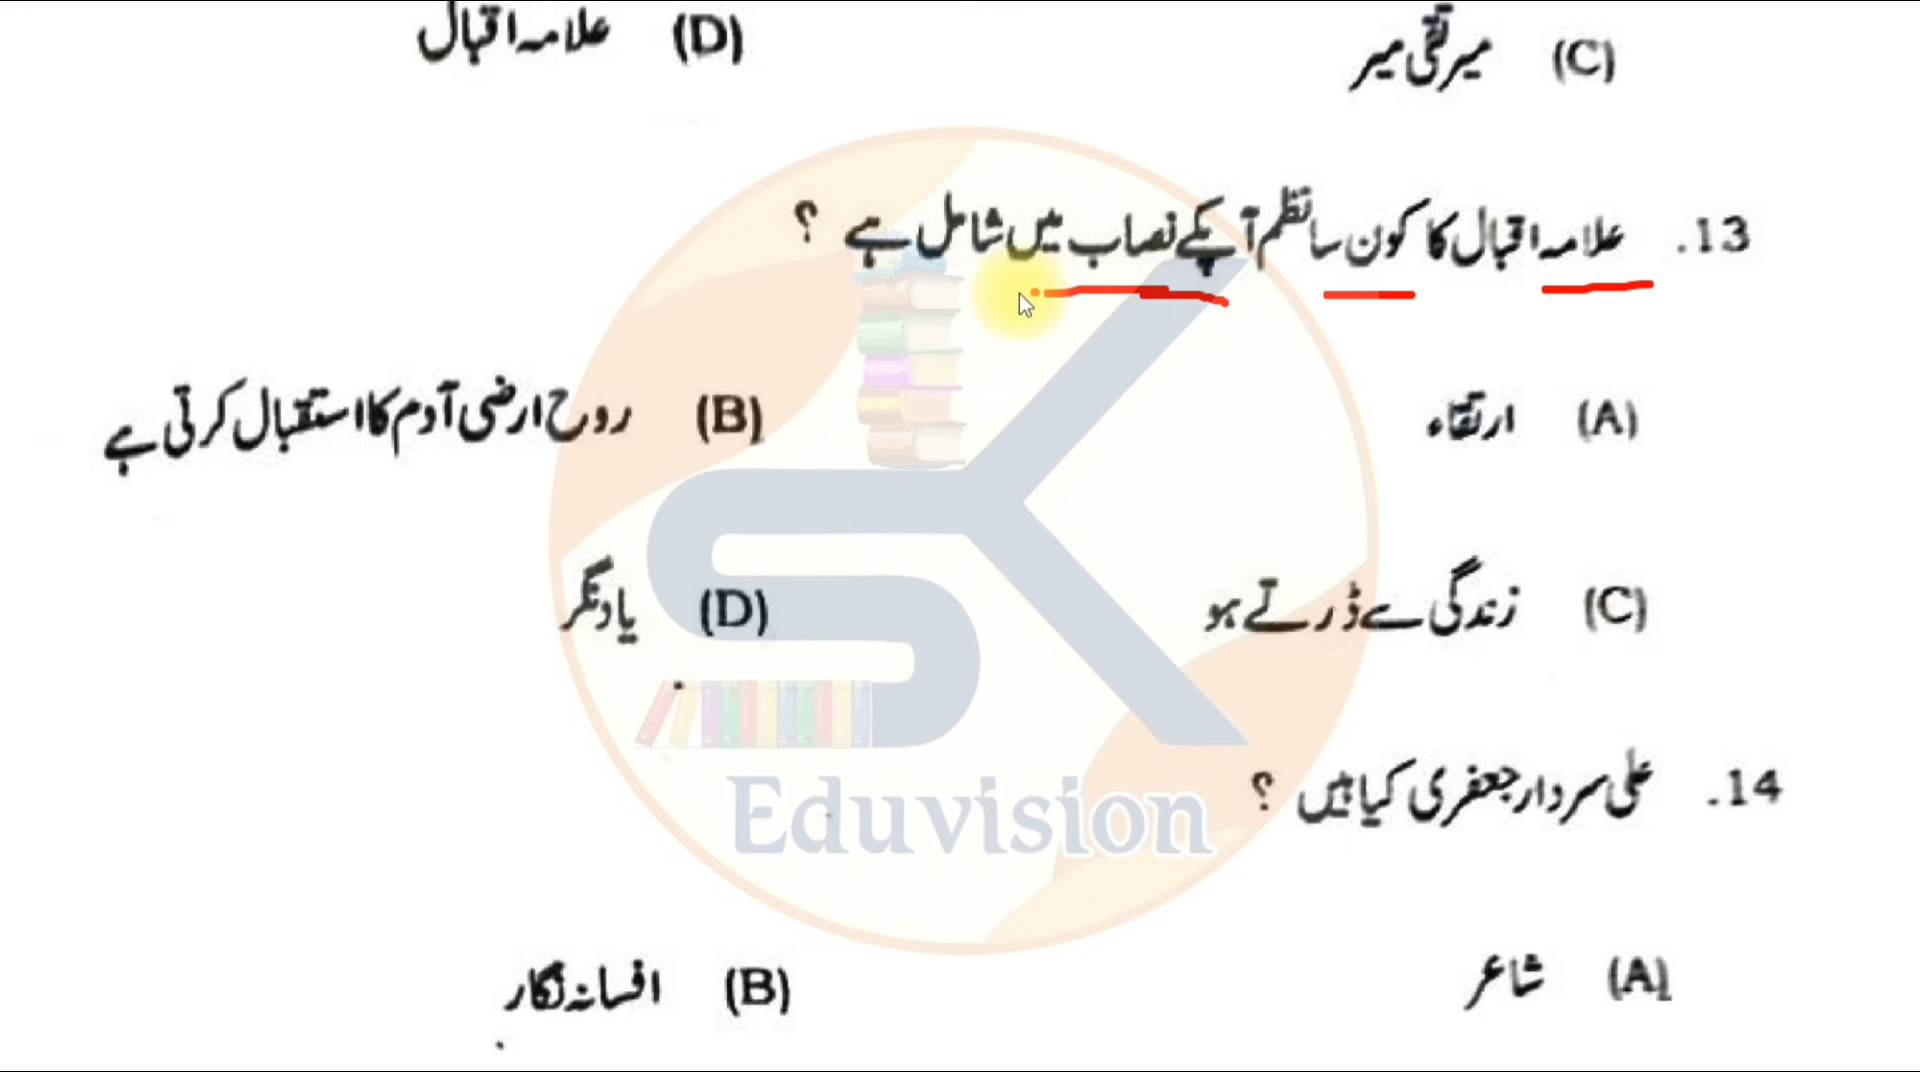 (C) میر تقی میر (D) علامہ اقبال
13. علامہ اقبال کا کون سا نظم آپکے نصاب میں شامل ہے ؟
(A) ارتقاء (B) روح ارضی آدم کا استقبال کرتی ہے
(C) زندگی سے ڈرتے ہو (D) یاد نگر
14. علی سردار جعفری کیا ہیں ؟
(A) شاعر (B) افسانہ نگار
SK
Eduvision